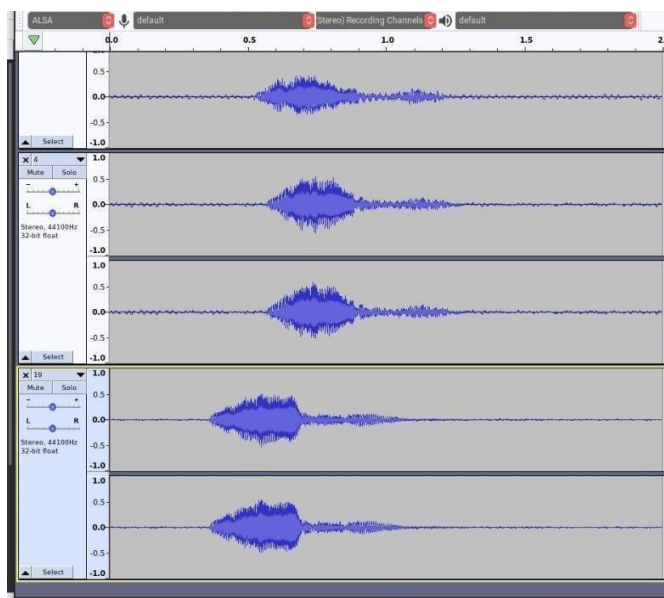 ALSA default (Stereo) Recording Channels default
0.0 0.5 1.0 1.5 2.
0.5
0.0
-0.5
Select -1.0
4 1.0
Mute Solo
- + 0.5
L R 0.0
Stereo, 44100Hz
32-bit float -0.5
-1.0
1.0
0.5
0.0
-0.5
Select -1.0
19 1.0
Mute Solo
- + 0.5
L R 0.0
Stereo, 44100Hz
32-bit float -0.5
-1.0
1.0
0.5
0.0
-0.5
Select -1.0